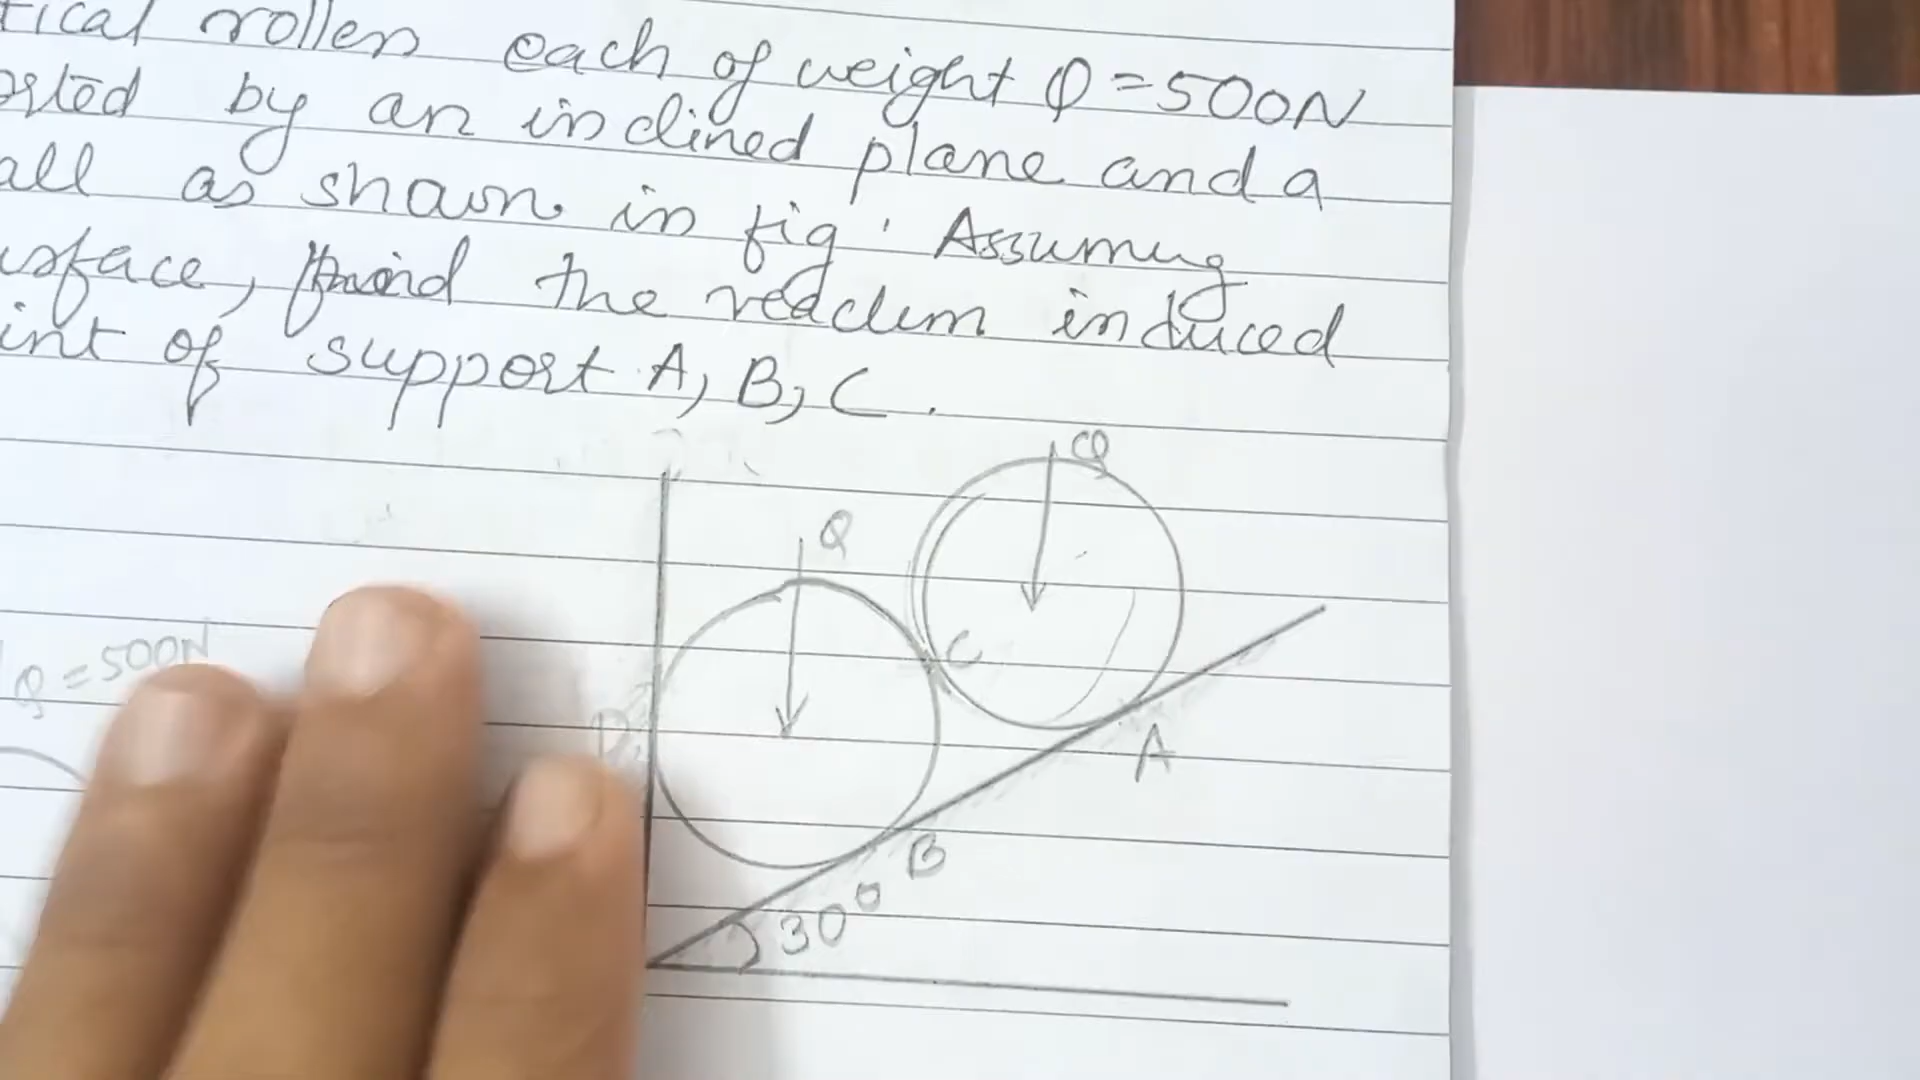 tical rollers each of weight Q = 500N
orted by an inclined plane and a
all as shown in fig. Assuming
urface, find the reaction induced
int of support A, B, C.
Q
Q
Q = 500N
C
D
A
B
30°